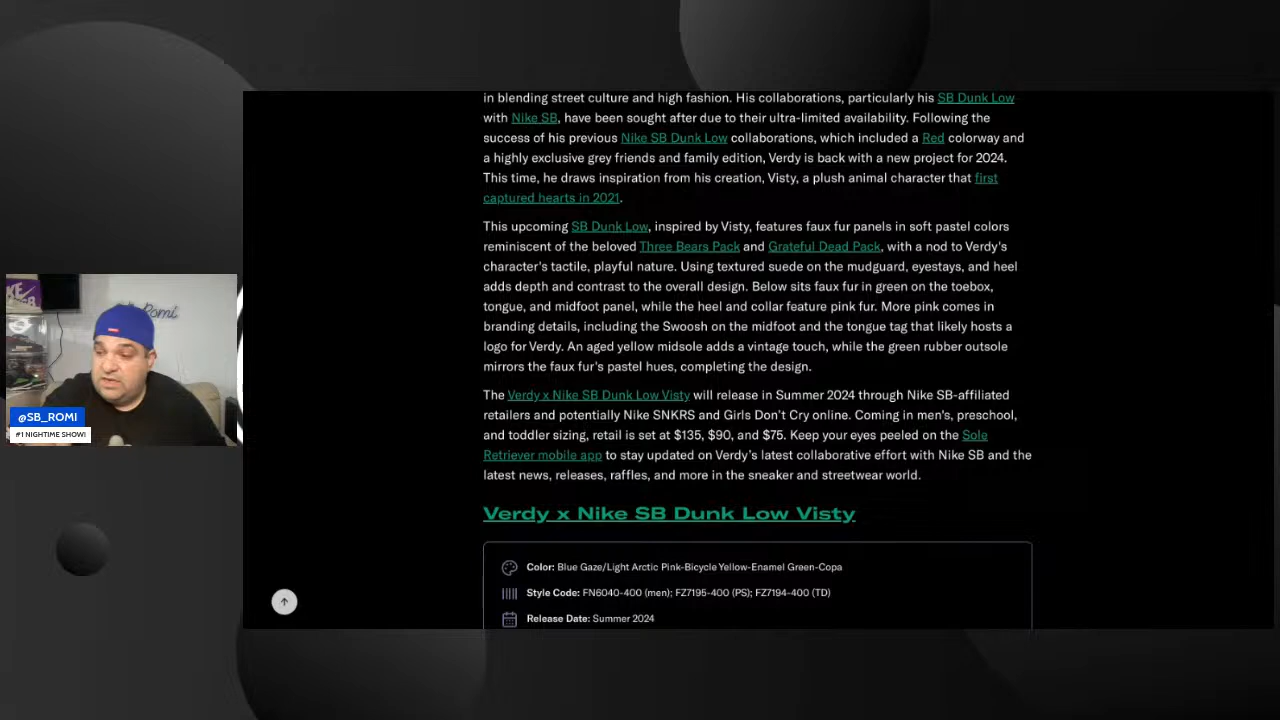 in blending street culture and high fashion. His collaborations, particularly his SB Dunk Low
with Nike SB, have been sought after due to their ultra-limited availability. Following the
success of his previous Nike SB Dunk Low collaborations, which included a Red colorway and
a highly exclusive grey friends and family edition, Verdy is back with a new project for 2024.
This time, he draws inspiration from his creation, Visty, a plush animal character that first
captured hearts in 2021.
This upcoming SB Dunk Low, inspired by Visty, features faux fur panels in soft pastel colors
reminiscent of the beloved Three Bears Pack and Grateful Dead Pack, with a nod to Verdy's
character's tactile, playful nature. Using textured suede on the mudguard, eyestays, and heel
adds depth and contrast to the overall design. Below sits faux fur in green on the toebox,
tongue, and midfoot panel, while the heel and collar feature pink fur. More pink comes in
branding details, including the Swoosh on the midfoot and the tongue tag that likely hosts a
logo for Verdy. An aged yellow midsole adds a vintage touch, while the green rubber outsole
mirrors the faux fur's pastel hues, completing the design.
The Verdy x Nike SB Dunk Low Visty will release in Summer 2024 through Nike SB-affiliated
retailers and potentially Nike SNKRS and Girls Don't Cry online. Coming in men's, preschool,
and toddler sizing, retail is set at $135, $90, and $75. Keep your eyes peeled on the Sole
Retriever mobile app to stay updated on Verdy's latest collaborative effort with Nike SB and the
latest news, releases, raffles, and more in the sneaker and streetwear world.
Verdy x Nike SB Dunk Low Visty
Color: Blue Gaze/Light Arctic Pink-Bicycle Yellow-Enamel Green-Copa
Style Code: FN6040-400 (men); FZ7195-400 (PS); FZ7194-400 (TD)
Release Date: Summer 2024
Romi
@SB_ROMI
#1 NIGHTIME SHOW!